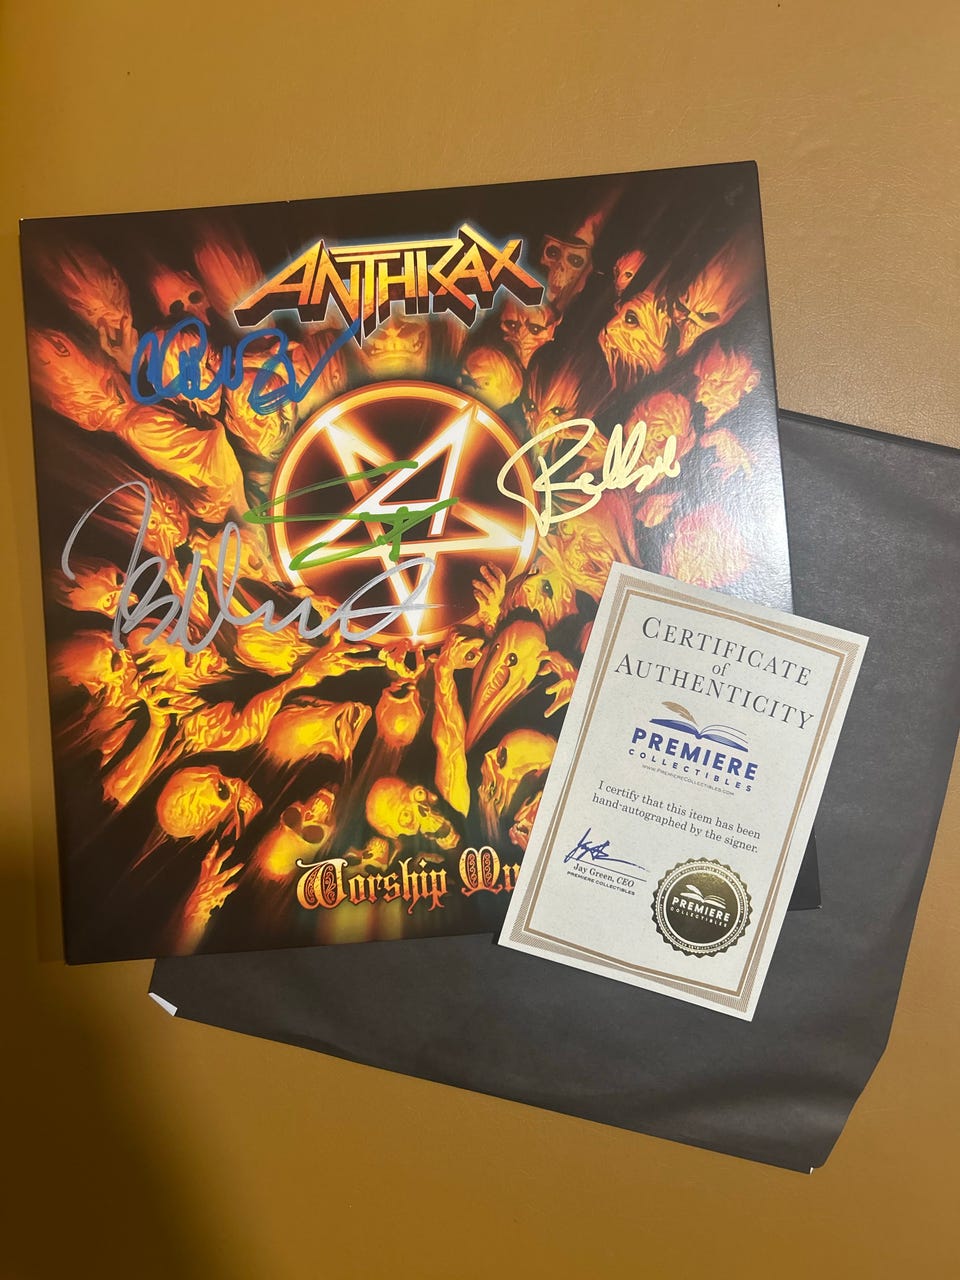 ANTHRAX
Worship Mu
CERTIFICATE
of
AUTHENTICITY
PREMIERE
COLLECTIBLES
www.PremiereCollectibles.com
I certify that this item has been
hand-autographed by the signer.
Jay Green, CEO
PREMIERE COLLECTIBLES
PREMIERE
COLLECTIBLES